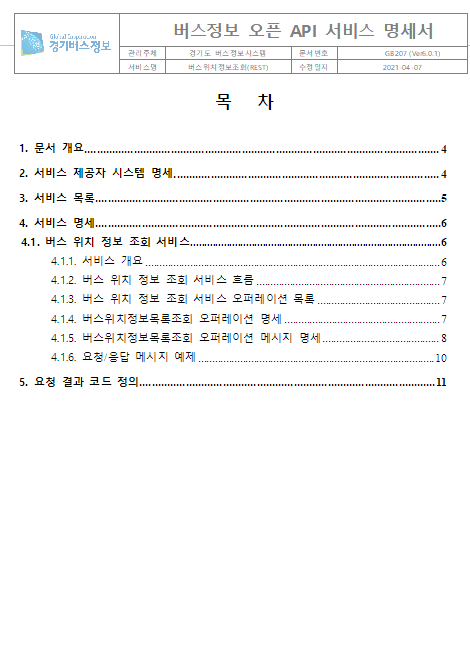 버스정보 오픈 API 서비스 명세서
Global Cooperation
경기버스정보
관리주체 경기도 버스정보시스템 문서번호 GB207 (Ver6.0.1)
서비스명 버스위치정보조회(REST) 수정일자 2021-04-07
목 차
1. 문서 개요 4
2. 서비스 제공자 시스템 명세 4
3. 서비스 목록 5
4. 서비스 명세 6
4.1. 버스 위치 정보 조회 서비스 6
4.1.1. 서비스 개요 6
4.1.2. 버스 위치 정보 조회 서비스 흐름 7
4.1.3. 버스 위치 정보 조회 서비스 오퍼레이션 목록 7
4.1.4. 버스위치정보목록조회 오퍼레이션 명세 7
4.1.5. 버스위치정보목록조회 오퍼레이션 메시지 명세 8
4.1.6. 요청/응답 메시지 예제 10
5. 요청 결과 코드 정의 11